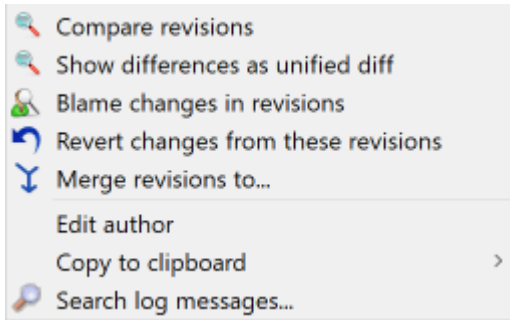 Compare revisions
Show differences as unified diff
Blame changes in revisions
Revert changes from these revisions
Merge revisions to...
Edit author
Copy to clipboard
Search log messages...